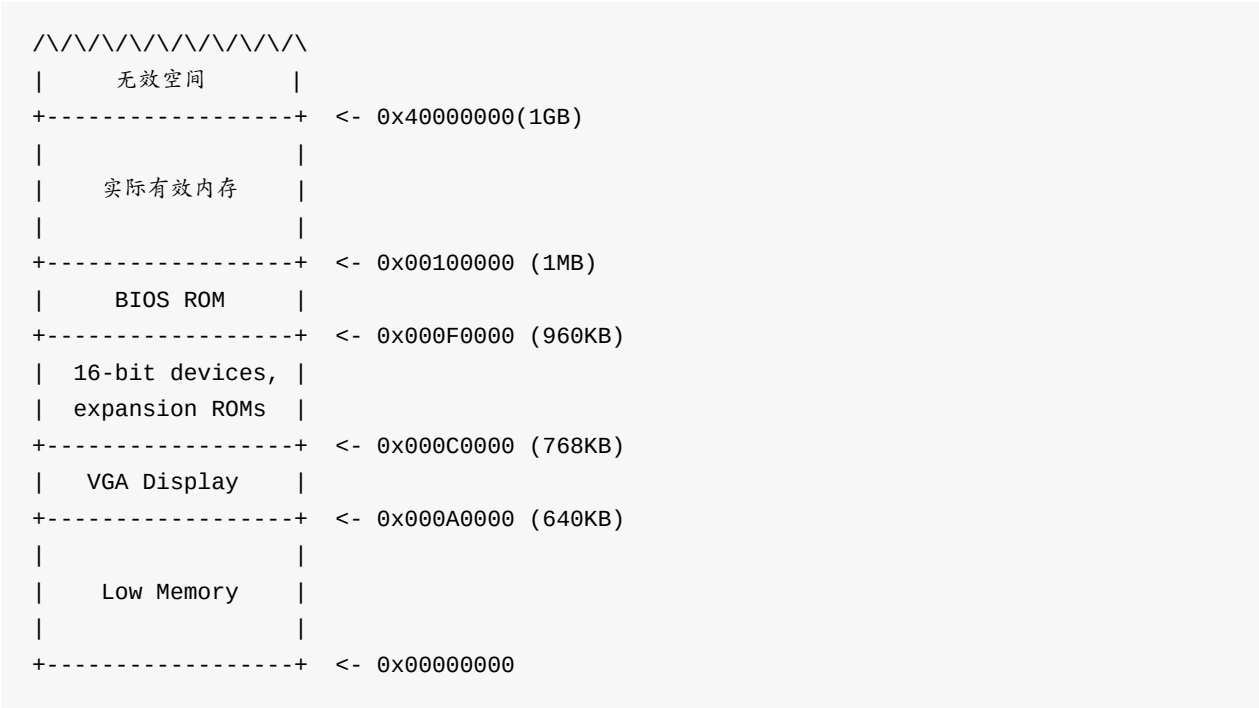 /\/\/\/\/\/\/\/\/\/\
|     无效空间      |
+------------------+  <- 0x40000000(1GB)
|                  |
|    实际有效内存    |
|                  |
+------------------+  <- 0x00100000 (1MB)
|     BIOS ROM     |
+------------------+  <- 0x000F0000 (960KB)
|  16-bit devices, |
|  expansion ROMs  |
+------------------+  <- 0x000C0000 (768KB)
|   VGA Display    |
+------------------+  <- 0x000A0000 (640KB)
|                  |
|    Low Memory    |
|                  |
+------------------+  <- 0x00000000